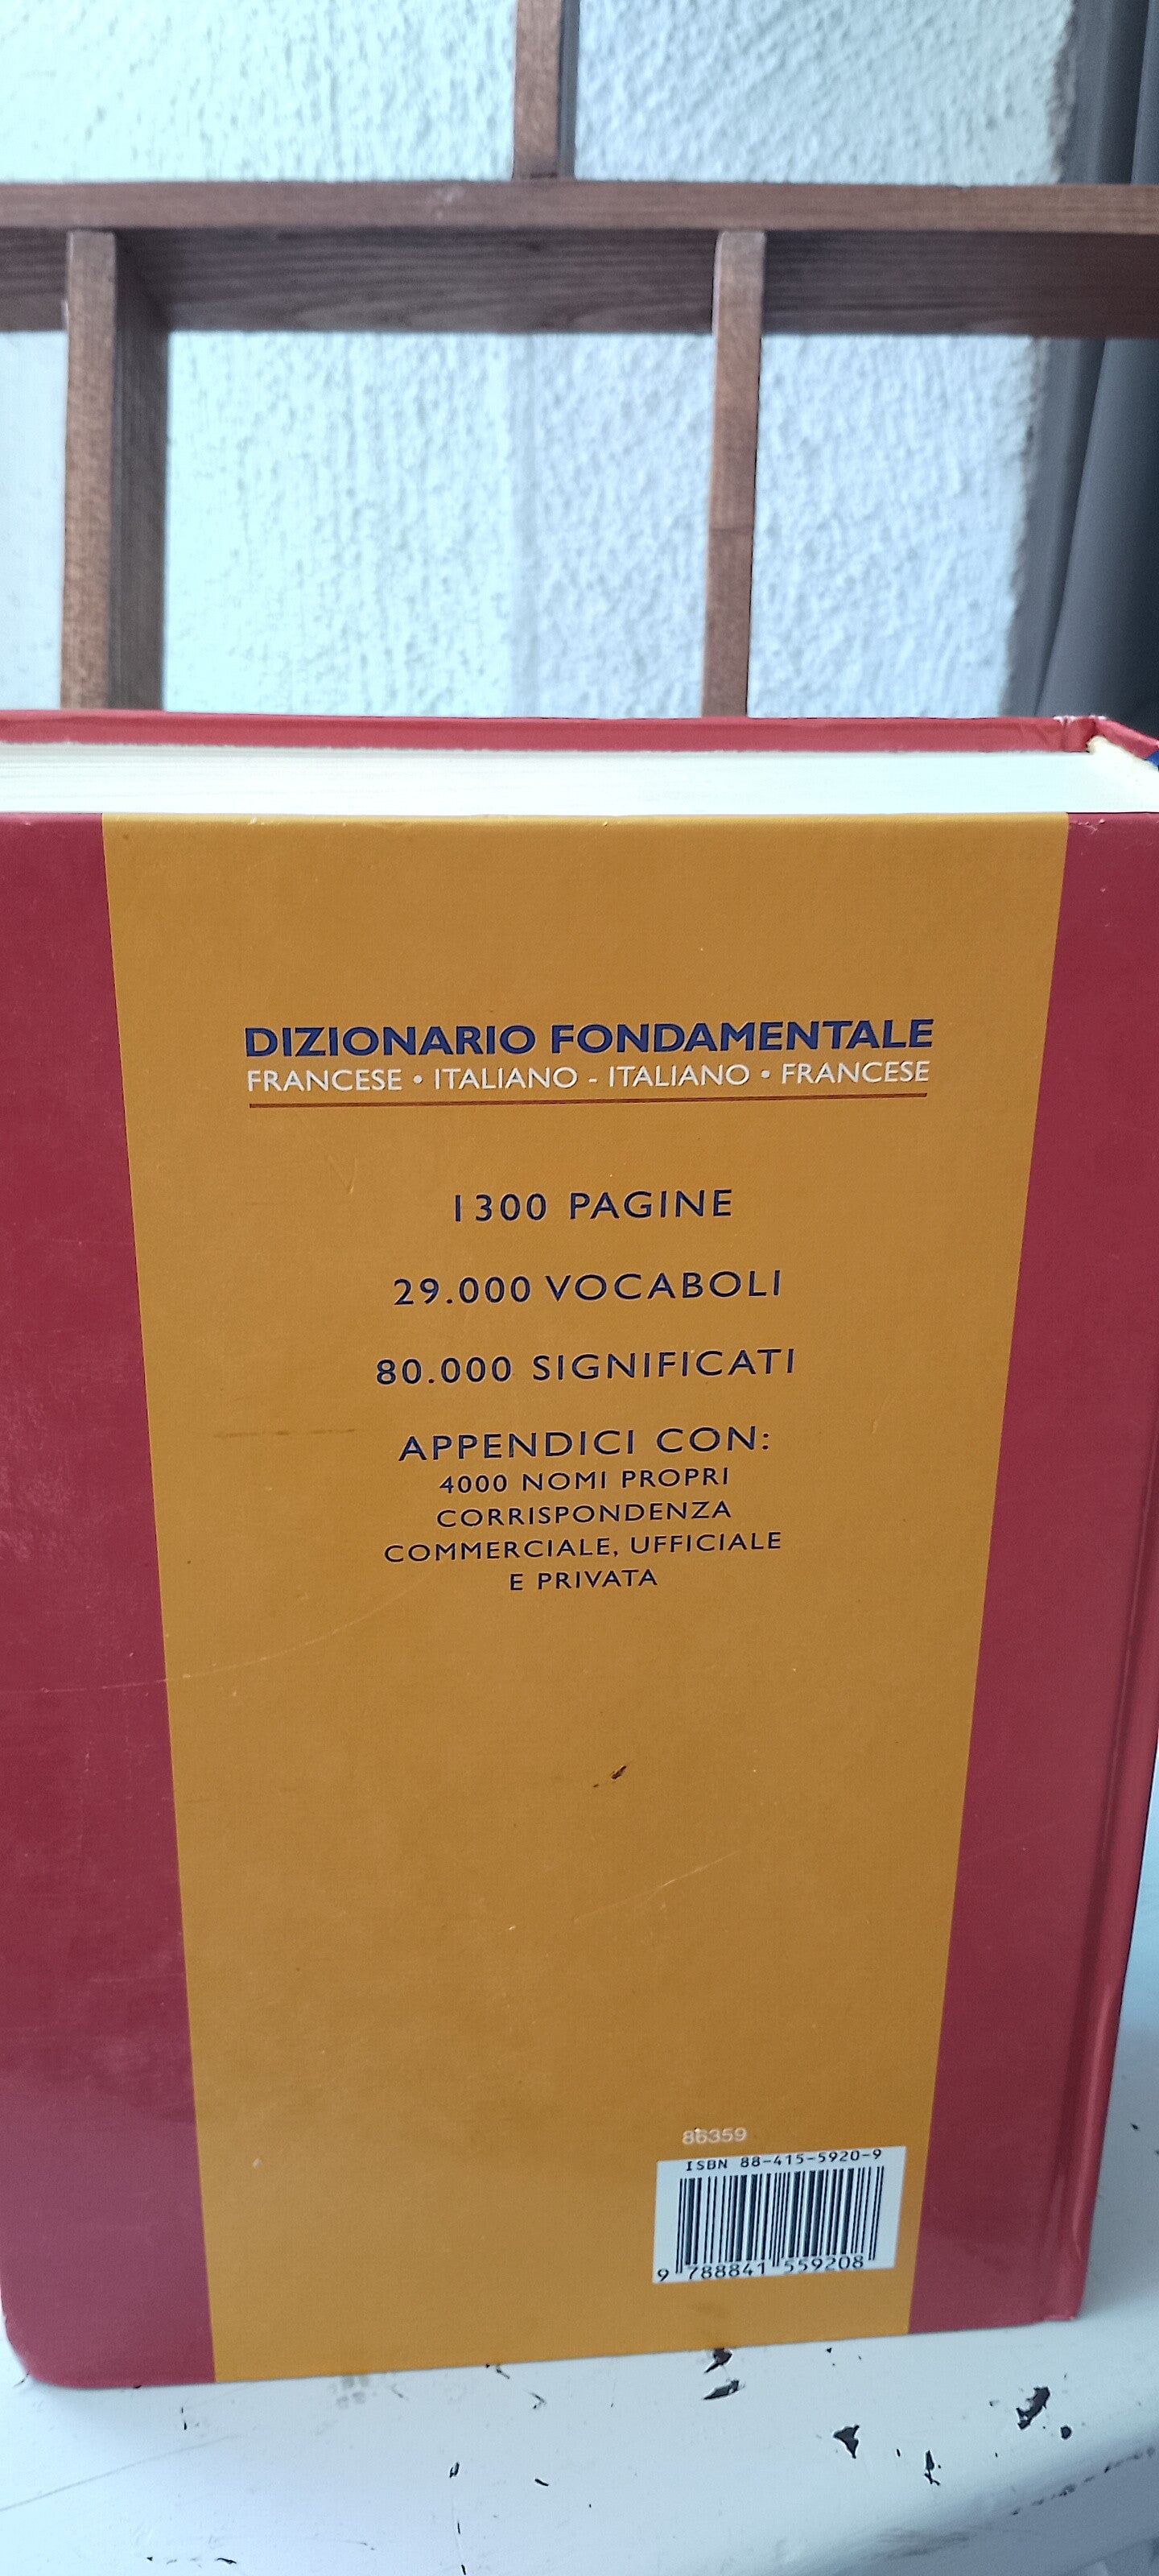 DIZIONARIO FONDAMENTALE
FRANCESE • ITALIANO - ITALIANO • FRANCESE
1300 PAGINE
29.000 VOCABOLI
80.000 SIGNIFICATI
APPENDICI CON:
4000 NOMI PROPRI
CORRISPONDENZA
COMMERCIALE, UFFICIALE
E PRIVATA
86359
ISBN 88-415-5920-9
9 788841 559208